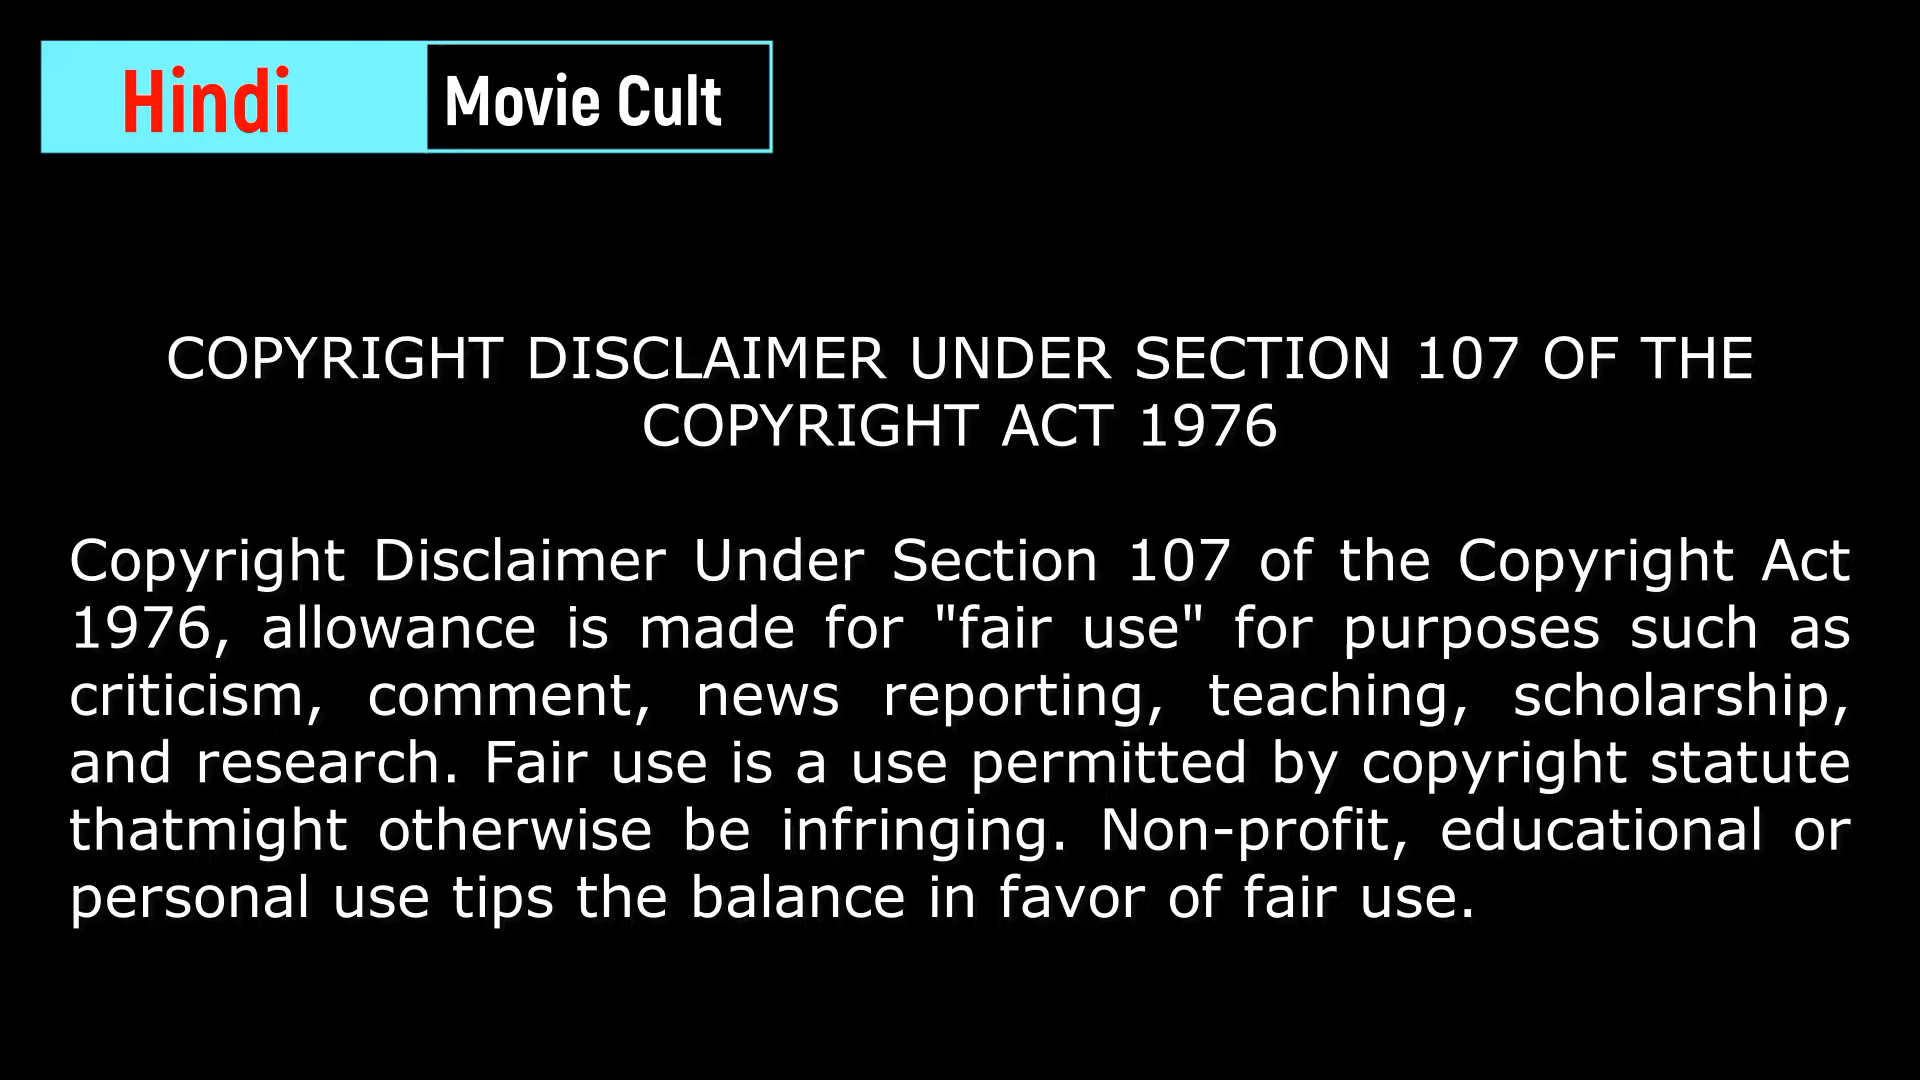 Hindi Movie Cult
COPYRIGHT DISCLAIMER UNDER SECTION 107 OF THE
COPYRIGHT ACT 1976
Copyright Disclaimer Under Section 107 of the Copyright Act
1976, allowance is made for "fair use" for purposes such as
criticism, comment, news reporting, teaching, scholarship,
and research. Fair use is a use permitted by copyright statute
thatmight otherwise be infringing. Non-profit, educational or
personal use tips the balance in favor of fair use.